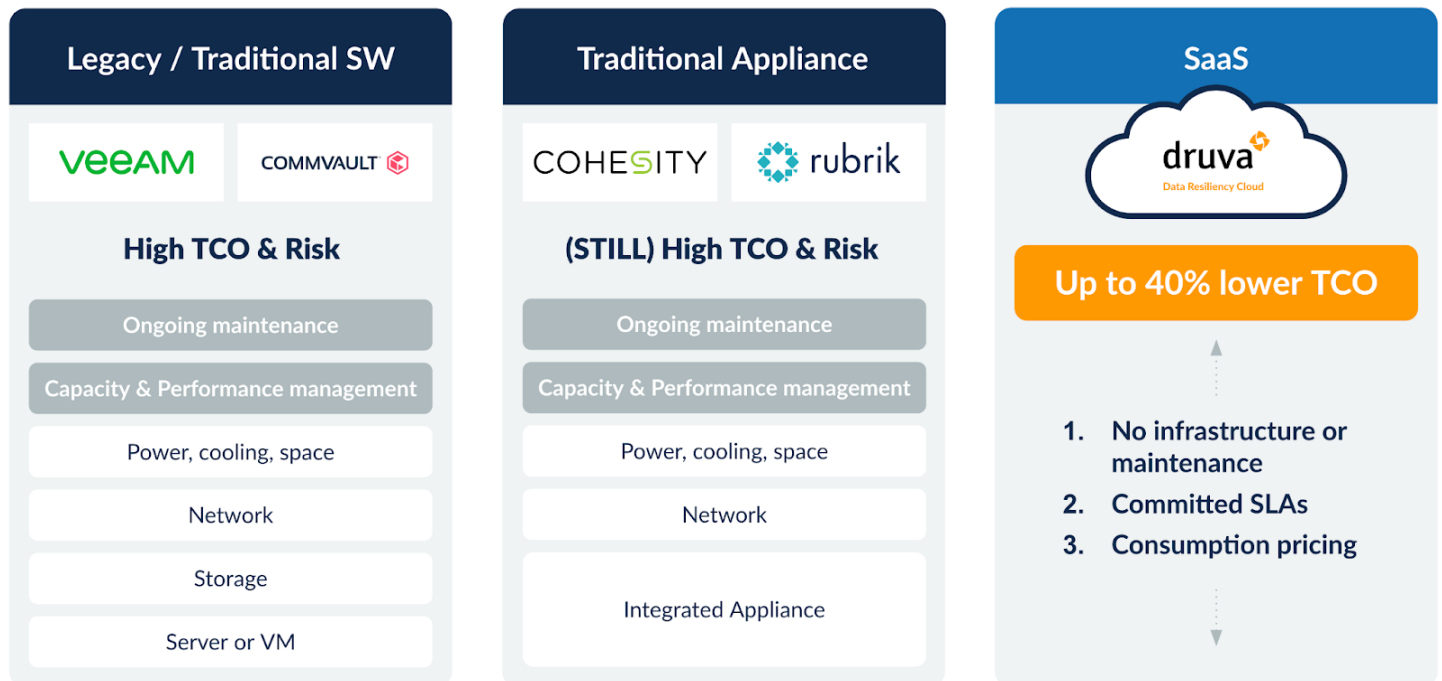 Legacy / Traditional SW
veeam
COMMVAULT
High TCO & Risk
Ongoing maintenance
Capacity & Performance management
Power, cooling, space
Network
Storage
Server or VM
Traditional Appliance
COHESITY
rubrik
(STILL) High TCO & Risk
Ongoing maintenance
Capacity & Performance management
Power, cooling, space
Network
Integrated Appliance
SaaS
druva
Data Resiliency Cloud
Up to 40% lower TCO
1. No infrastructure or
maintenance
2. Committed SLAs
3. Consumption pricing